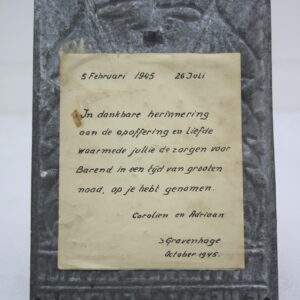 5 Februari 1945 26 Juli
In dankbare herinnering
aan de opoffering en liefde
waarmede jullie de zorgen voor
Barend in een tijd van grooten
nood, op je hebt genomen.
Corolien en Adriaan
's Gravenhage
October 1945.